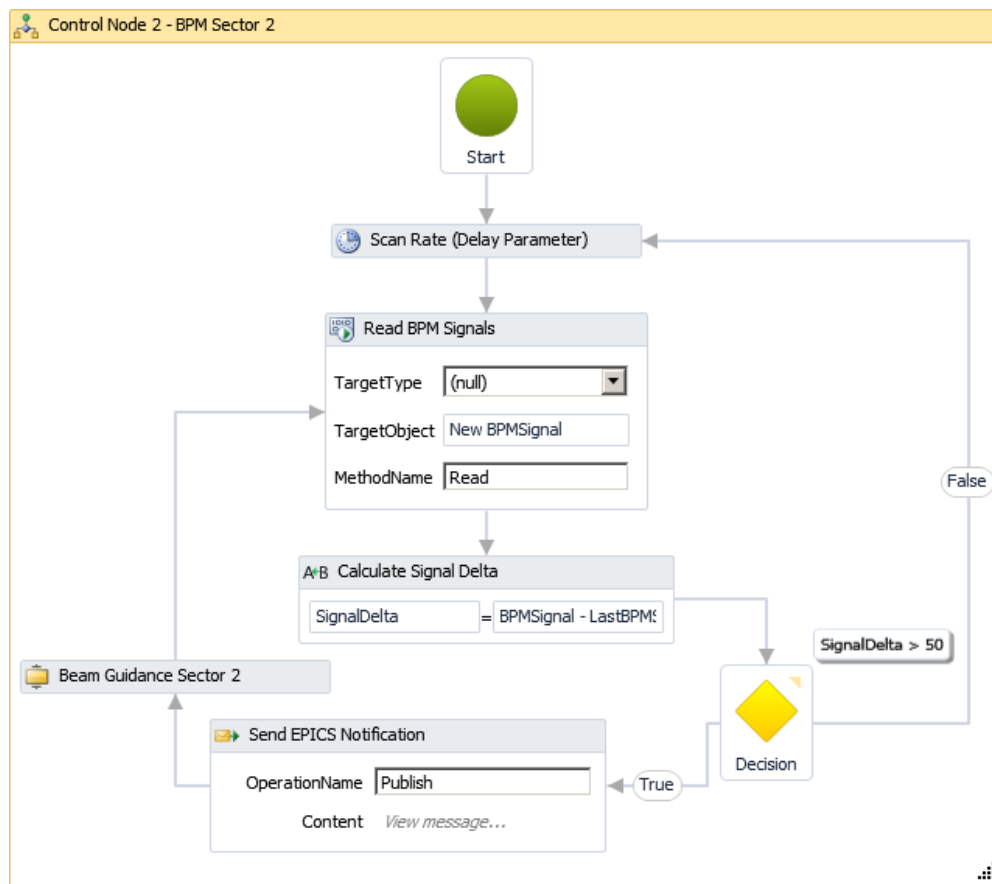 Control Node 2 - BPM Sector 2
Start
Scan Rate (Delay Parameter)
Read BPM Signals
TargetType (null)
TargetObject New BPMSignal
MethodName Read
False
A+B Calculate Signal Delta
SignalDelta = BPMSignal - LastBPMS
SignalDelta > 50
Beam Guidance Sector 2
Send EPICS Notification
Decision
OperationName Publish
True
Content View message...